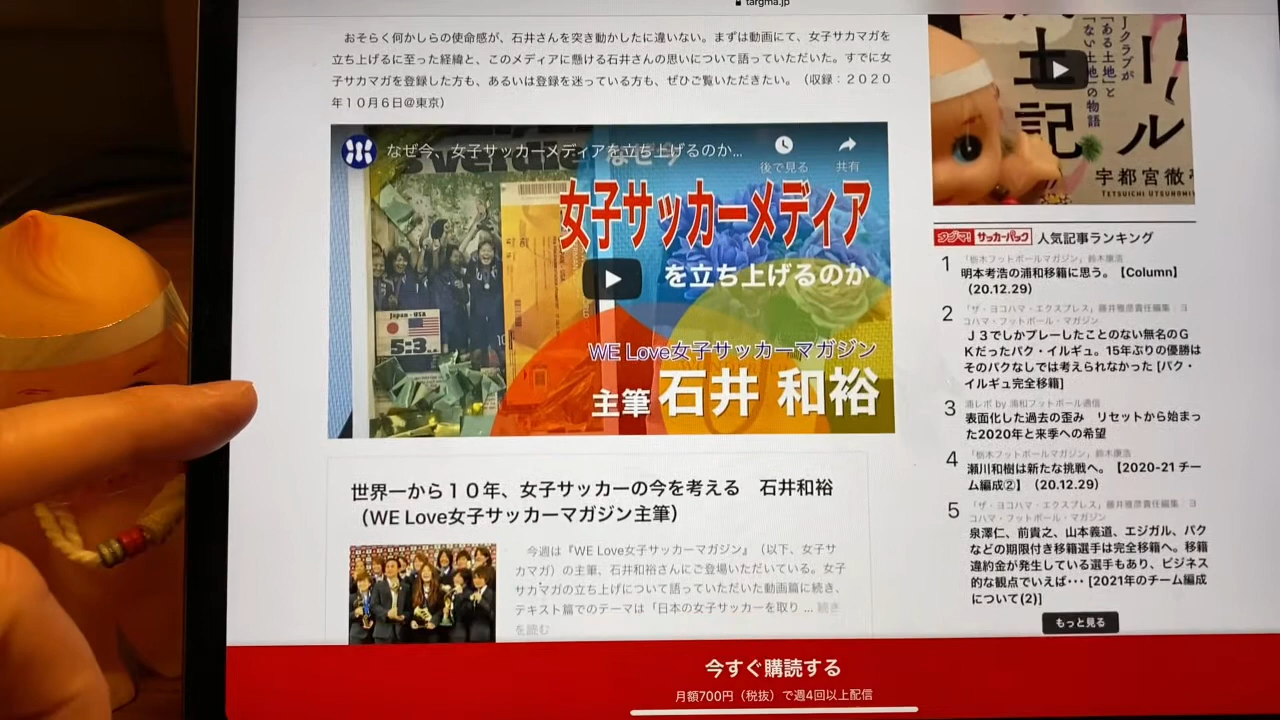 targma.jp
おそらく何かしらの使命感が、石井さんを突き動かしたに違いない。まずは動画にて、女子サカマガを
立ち上げるに至った経緯と、このメディアに懸ける石井さんの思いについて語っていただいた。すでに女
子サカマガを登録した方も、あるいは登録を迷っている方も、ぜひご覧いただきたい。（収録：２０２０
年１０月６日＠東京）
なぜ今、女子サッカーメディアを立ち上げるのか...
後で見る
共有
女子サッカーメディア
を立ち上げるのか
Japan - USA
5:3
WE Love女子サッカーマガジン
主筆 石井 和裕
世界一から１０年、女子サッカーの今を考える　石井和裕
（WE Love女子サッカーマガジン主筆）
今週は『WE Love女子サッカーマガジン』（以下、女子サ
カマガ）の主筆、石井和裕さんにご登場いただいている。女子
サカマガの立ち上げについて語っていただいた動画篇に続き、
テキスト篇でのテーマは「日本の女子サッカーを取り ... 続き
を読む
ークラブが
「ある土地」と
「ない土地」の物語
土記
ール
宇都宮徹
TETSUICHI UTSUNOMIY
タグマ! サッカーパック 人気記事ランキング
1
「栃木フットボールマガジン」鈴木康浩
明本考浩の浦和移籍に思う。【Column】
（20.12.29）
2
「ザ・ヨコハマ・エクスプレス」藤井雅彦責任編集：ヨ
コハマ・フットボール・マガジン
Ｊ３でしかプレーしたことのない無名のＧ
Ｋだったパク・イルギュ。15年ぶりの優勝は
そのパクなしでは考えられなかった [パク・
イルギュ完全移籍]
3
浦レポ by 浦和フットボール通信
表面化した過去の歪み　リセットから始まっ
た2020年と来季への希望
4
「栃木フットボールマガジン」鈴木康浩
瀬川和樹は新たな挑戦へ。【2020-21 チー
ム編成②】（20.12.29）
5
「ザ・ヨコハマ・エクスプレス」藤井雅彦責任編集：ヨ
コハマ・フットボール・マガジン
泉澤仁、前貴之、山本義道、エジガル、パク
などの期限付き移籍選手は完全移籍へ。移籍
違約金が発生している選手もあり、ビジネス
的な観点でいえば・・・ [2021年のチーム編成
について(2)]
もっと見る
今すぐ購読する
月額700円（税抜）で週4回以上配信